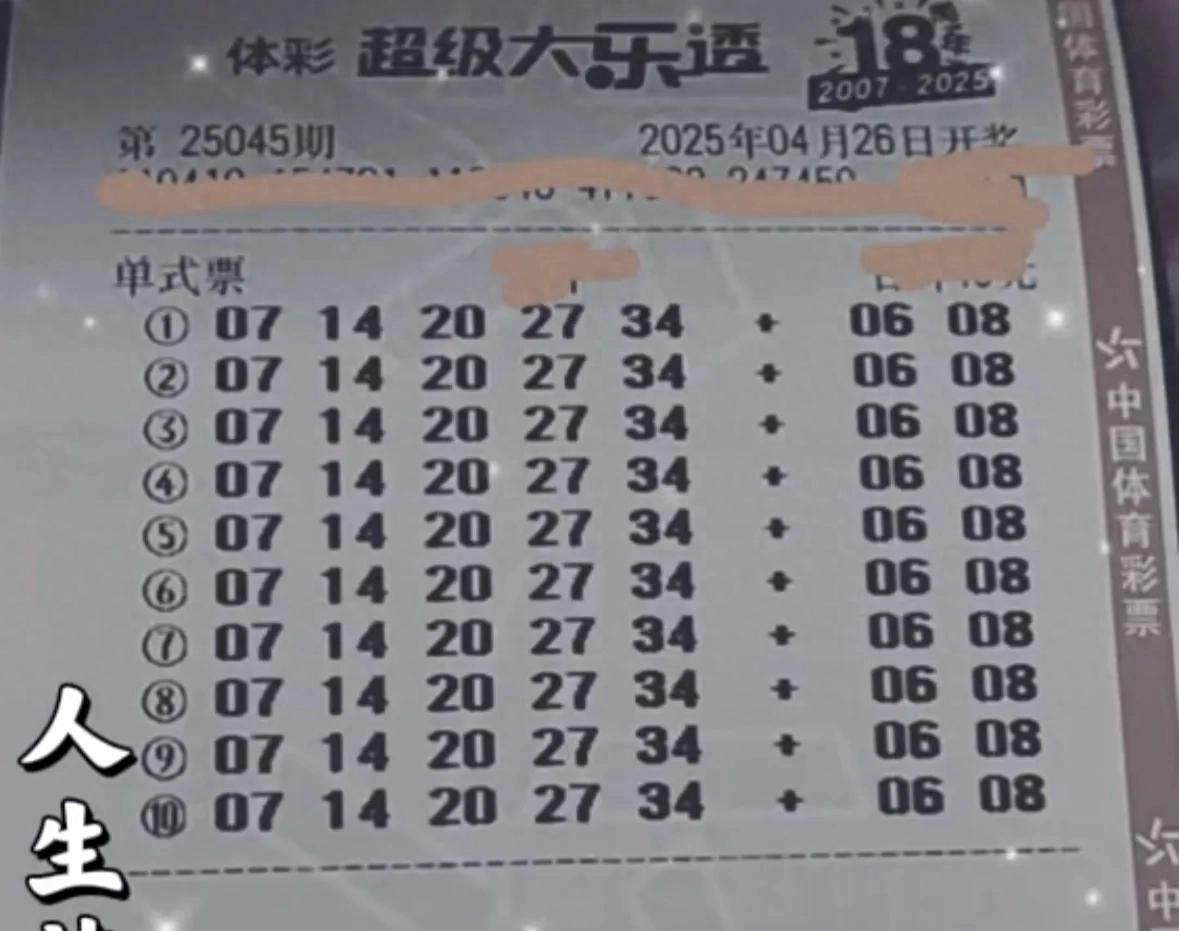 体彩 超级大乐透 18周年
2007-2025
第 25045期 2025年04月26日开奖
单式票
① 07 14 20 27 34 + 06 08
② 07 14 20 27 34 + 06 08
③ 07 14 20 27 34 + 06 08
④ 07 14 20 27 34 + 06 08
⑤ 07 14 20 27 34 + 06 08
⑥ 07 14 20 27 34 + 06 08
⑦ 07 14 20 27 34 + 06 08
⑧ 07 14 20 27 34 + 06 08
⑨ 07 14 20 27 34 + 06 08
⑩ 07 14 20 27 34 + 06 08
国体育彩票
中国体育彩票
中
人生